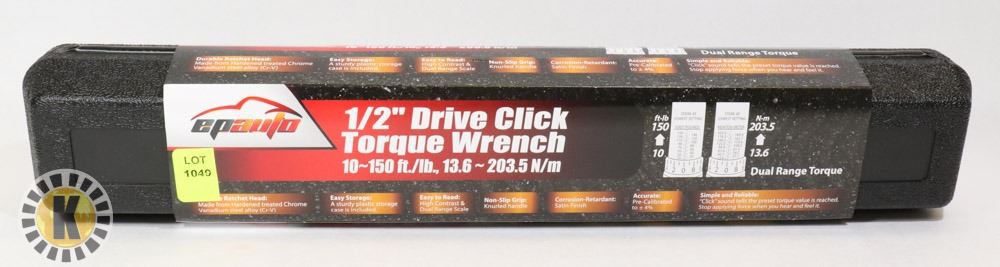 Dual Range Torque
Durable Ratchet Head:
Made from Hardened treated Chrome
Vanadium steel alloy (Cr-V)
Easy Storage:
A sturdy plastic storage
case is included.
Easy to Read:
High Contrast &
Dual Range Scale
Non-Slip Grip:
Knurled handle
Corrosion-Retardant:
Satin Finish
Accurate:
Pre-Calibrated
to ± 4%
Simple and Reliable:
"Click" sound tells the preset torque value is reached.
Stop applying force when you hear and feel it.
epauto
1/2" Drive Click
Torque Wrench
10~150 ft./lb., 13.6 ~ 203.5 N/m
ft-lb
150
10
N-m
203.5
13.6
Dual Range Torque
LOT
1049
Ratchet Head:
Made from Hardened treated Chrome
Vanadium steel alloy (Cr-V)
Easy Storage:
A sturdy plastic storage
case is included.
Easy to Read:
High Contrast &
Dual Range Scale
Non-Slip Grip:
Knurled handle
Corrosion-Retardant:
Satin Finish
Accurate:
Pre-Calibrated
to ± 4%
Simple and Reliable:
"Click" sound tells the preset torque value is reached.
Stop applying force when you hear and feel it.
K